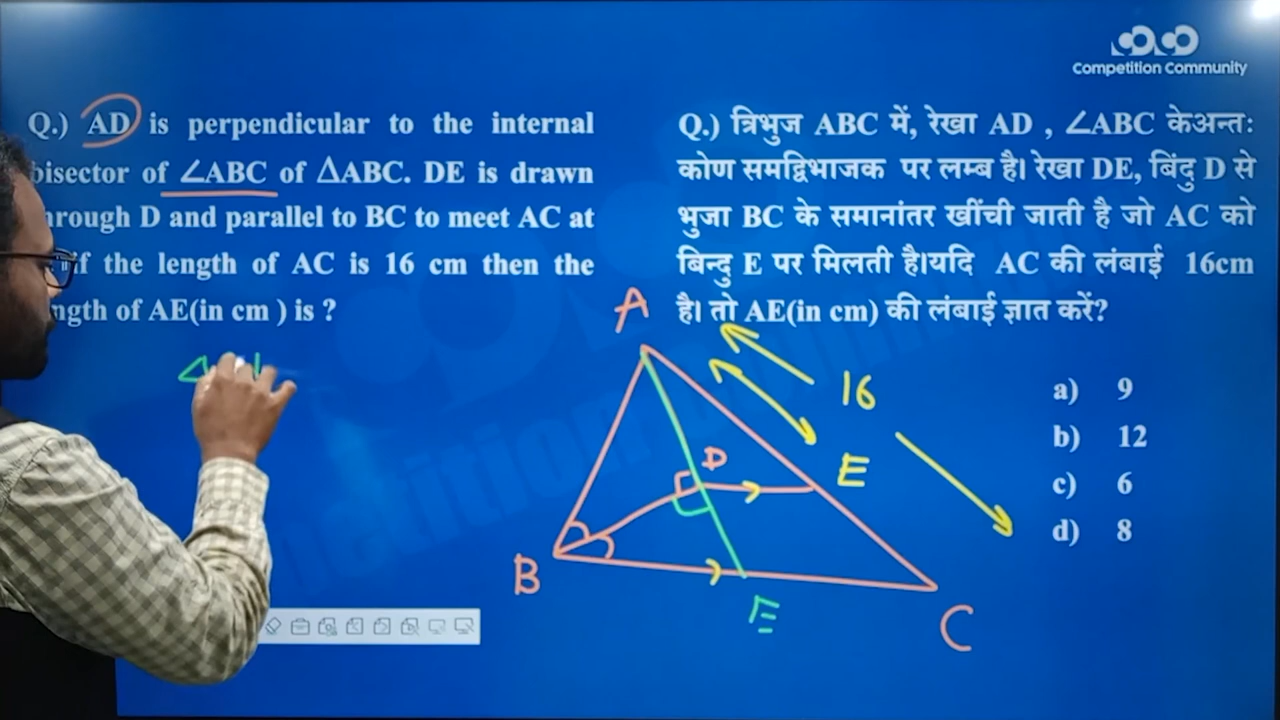 Competition Community
Q.) AD is perpendicular to the internal
bisector of ∠ABC of ΔABC. DE is drawn
through D and parallel to BC to meet AC at
if the length of AC is 16 cm then the
length of AE(in cm ) is ?
Q.) त्रिभुज ABC में, रेखा AD , ∠ABC केअन्तः
कोण समद्विभाजक पर लम्ब है। रेखा DE, बिंदु D से
भुजा BC के समानांतर खींची जाती है जो AC को
बिन्दु E पर मिलती है।यदि AC की लंबाई 16cm
है। तो AE(in cm) की लंबाई ज्ञात करें?
a) 9
b) 12
c) 6
d) 8
A
16
D
E
B
E
C